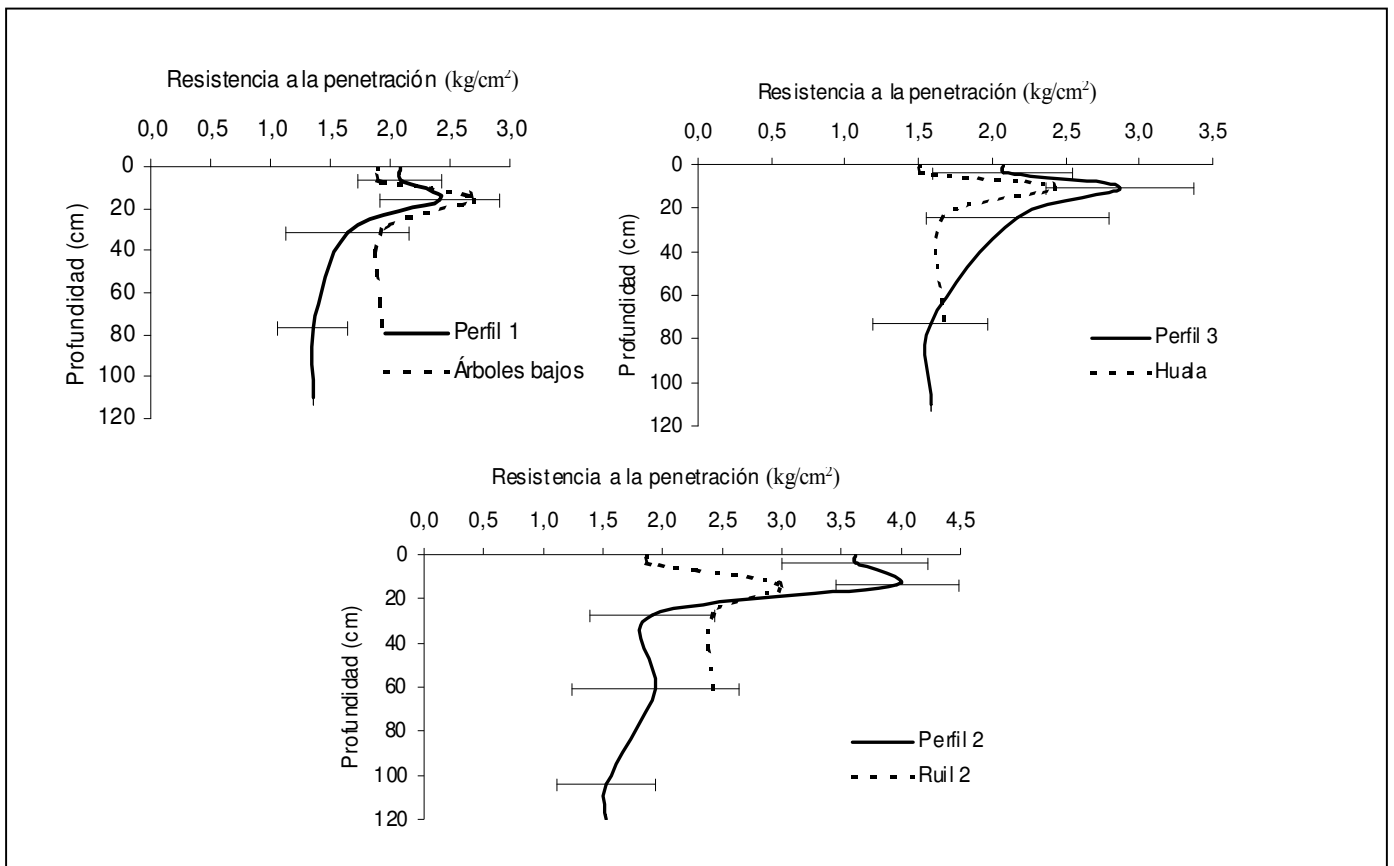 Resistencia a la penetración (kg/cm²)
0,0 0,5 1,0 1,5 2,0 2,5 3,0
0
20
40
60
80
100
120
Profundidad (cm)
Perfil 1
Árboles bajos
Resistencia a la penetración (kg/cm²)
0,0 0,5 1,0 1,5 2,0 2,5 3,0 3,5
0
20
40
60
80
100
120
Profundidad (cm)
Perfil 3
Huala
Resistencia a la penetración (kg/cm²)
0,0 0,5 1,0 1,5 2,0 2,5 3,0 3,5 4,0 4,5
0
20
40
60
80
100
120
Profundidad (cm)
Perfil 2
Ruil 2